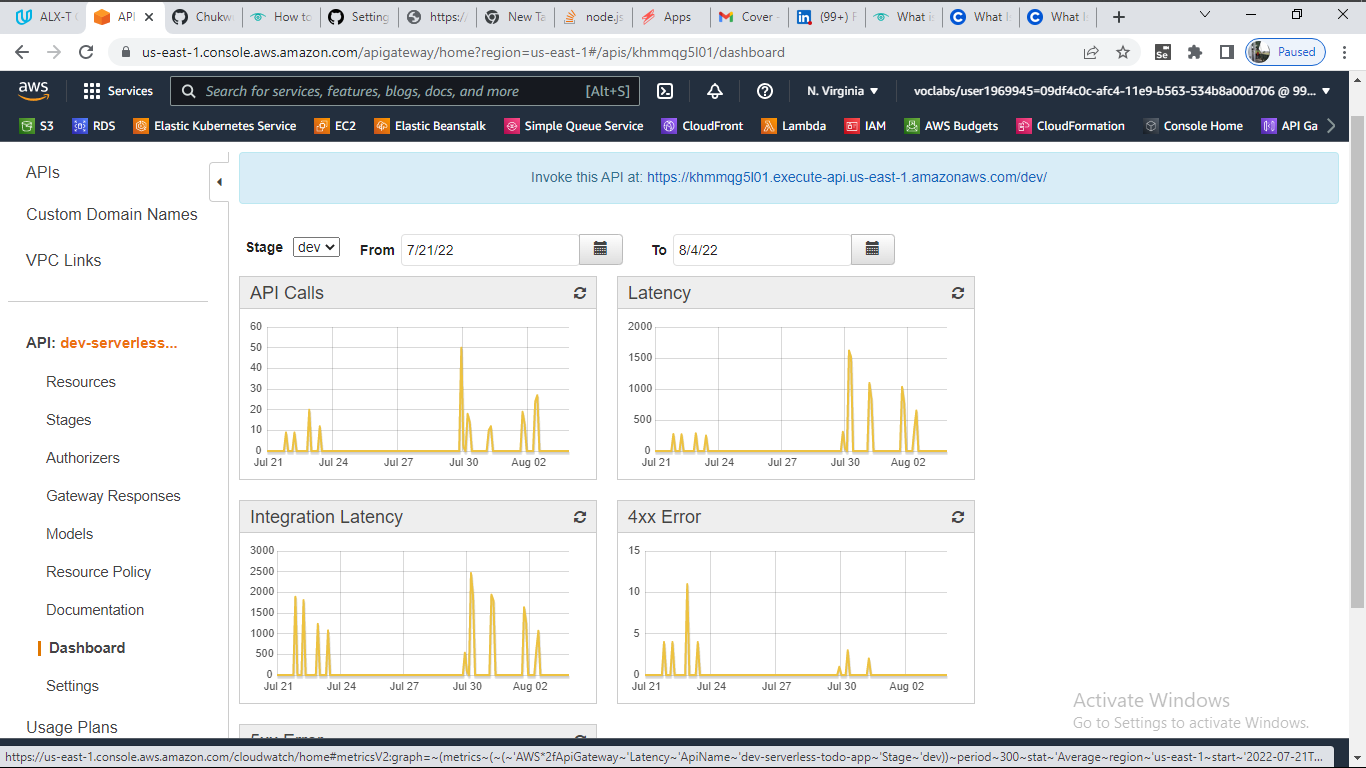 ALX-T
API
Chukw
How to
Setting
https:/
New Ta
node.js
Apps
Cover -
(99+) F
What is
What Is
What Is
us-east-1.console.aws.amazon.com/apigateway/home?region=us-east-1#/apis/khmmqg5l01/dashboard
Paused
aws
Services
Search for services, features, blogs, docs, and more
[Alt+S]
N. Virginia
voclabs/user1969945=09df4c0c-afc4-11e9-b563-534b8a00d706 @ 99...
S3
RDS
Elastic Kubernetes Service
EC2
Elastic Beanstalk
Simple Queue Service
CloudFront
Lambda
IAM
AWS Budgets
CloudFormation
Console Home
API Ga
APIs
Custom Domain Names
VPC Links
API: dev-serverless...
Resources
Stages
Authorizers
Gateway Responses
Models
Resource Policy
Documentation
Dashboard
Settings
Usage Plans
Invoke this API at: https://khmmqg5l01.execute-api.us-east-1.amazonaws.com/dev/
Stage dev From 7/21/22 To 8/4/22
API Calls
60
50
40
30
20
10
0
Jul 21 Jul 24 Jul 27 Jul 30 Aug 02
Latency
2000
1500
1000
500
0
Jul 21 Jul 24 Jul 27 Jul 30 Aug 02
Integration Latency
3000
2500
2000
1500
1000
500
0
Jul 21 Jul 24 Jul 27 Jul 30 Aug 02
4xx Error
15
10
5
0
Jul 21 Jul 24 Jul 27 Jul 30 Aug 02
5xx Error
Activate Windows
Go to Settings to activate Windows.
https://us-east-1.console.aws.amazon.com/cloudwatch/home#metricsV2:graph=~(metrics~(~(~'AWS*2fApiGateway~'Latency~'ApiName~'dev-serverless-todo-app~'Stage~'dev))~period~300~stat~'Average~region~'us-east-1~start~'2022-07-21T...